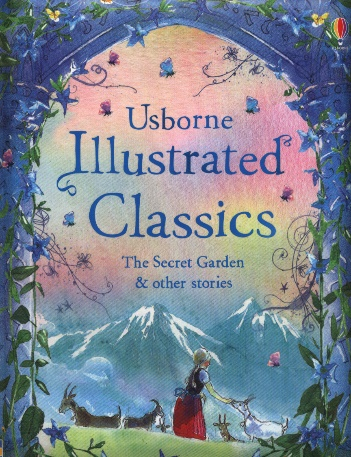 Usborne
Illustrated
Classics
The Secret Garden
& other stories